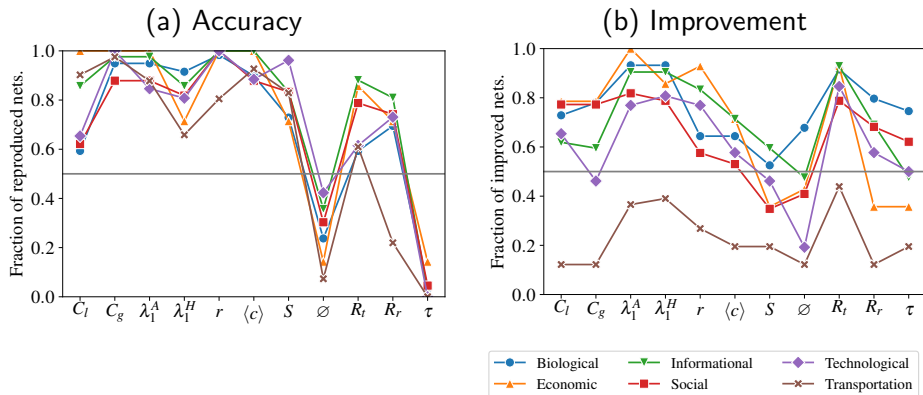 (a) Accuracy
Fraction of reproduced nets.
1.0
0.8
0.6
0.4
0.2
0.0
C_l C_g λ_1^A λ_1^H r ⟨c⟩ S ∅ R_t R_r τ
(b) Improvement
Fraction of improved nets.
1.0
0.8
0.6
0.4
0.2
0.0
C_l C_g λ_1^A λ_1^H r ⟨c⟩ S ∅ R_t R_r τ
Biological Informational Technological
Economic Social Transportation